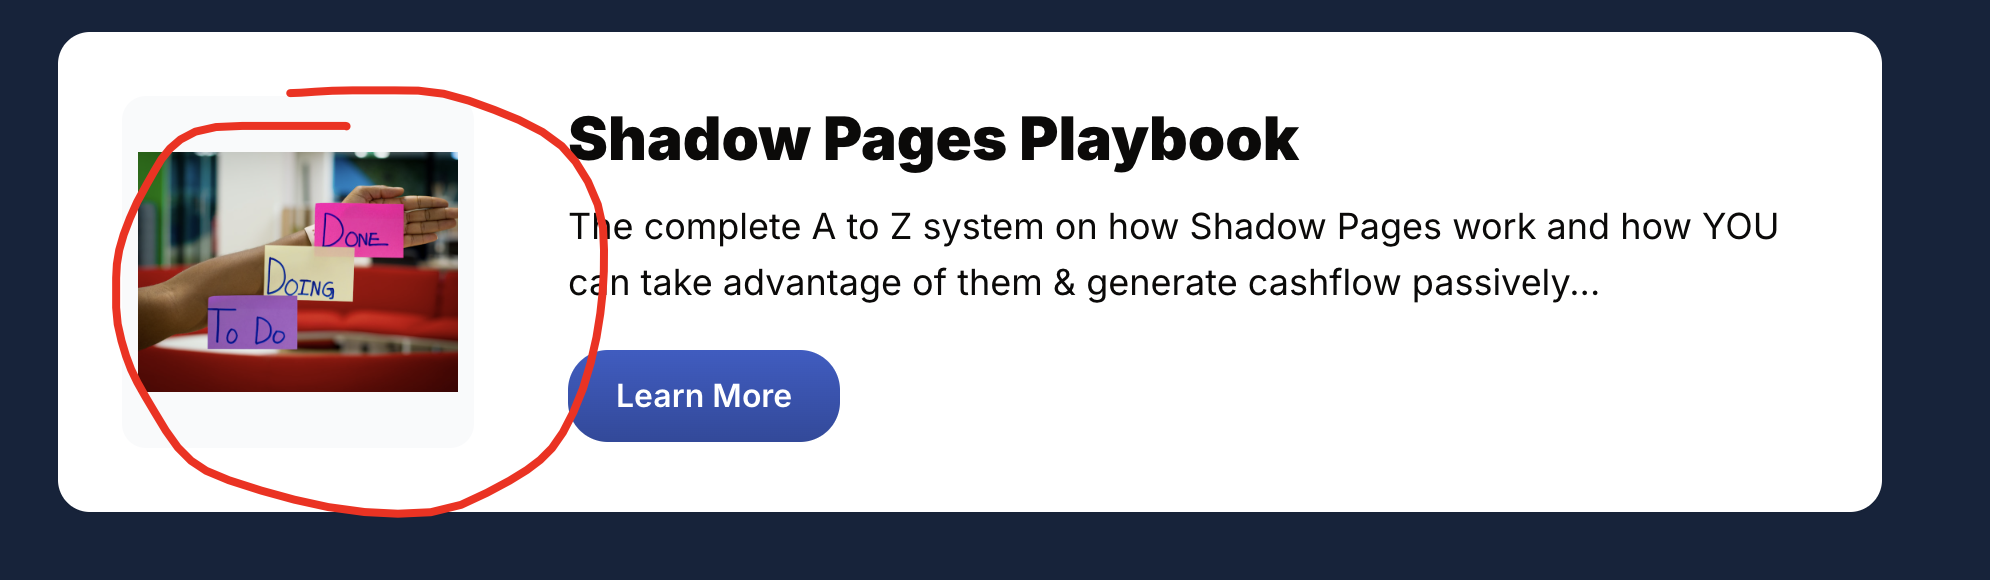 Shadow Pages Playbook
The complete A to Z system on how Shadow Pages work and how YOU
can take advantage of them & generate cashflow passively...
Learn More
DONE
DOING
To Do